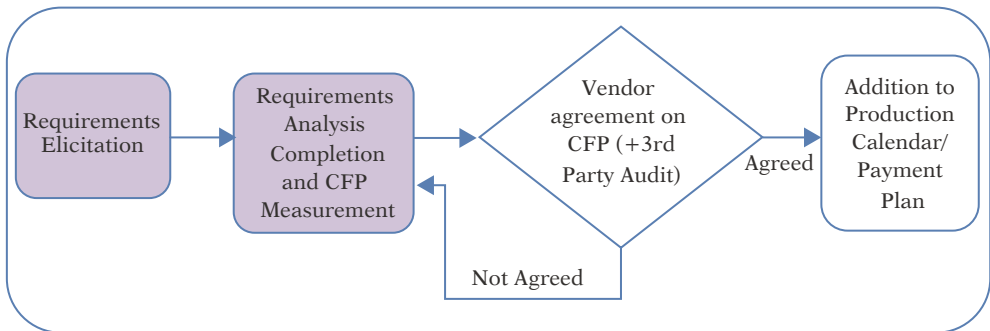 Requirements
Elicitation
Requirements
Analysis
Completion
and CFP
Measurement
Vendor
agreement on
CFP (+3rd
Party Audit)
Agreed
Addition to
Production
Calendar/
Payment
Plan
Not Agreed